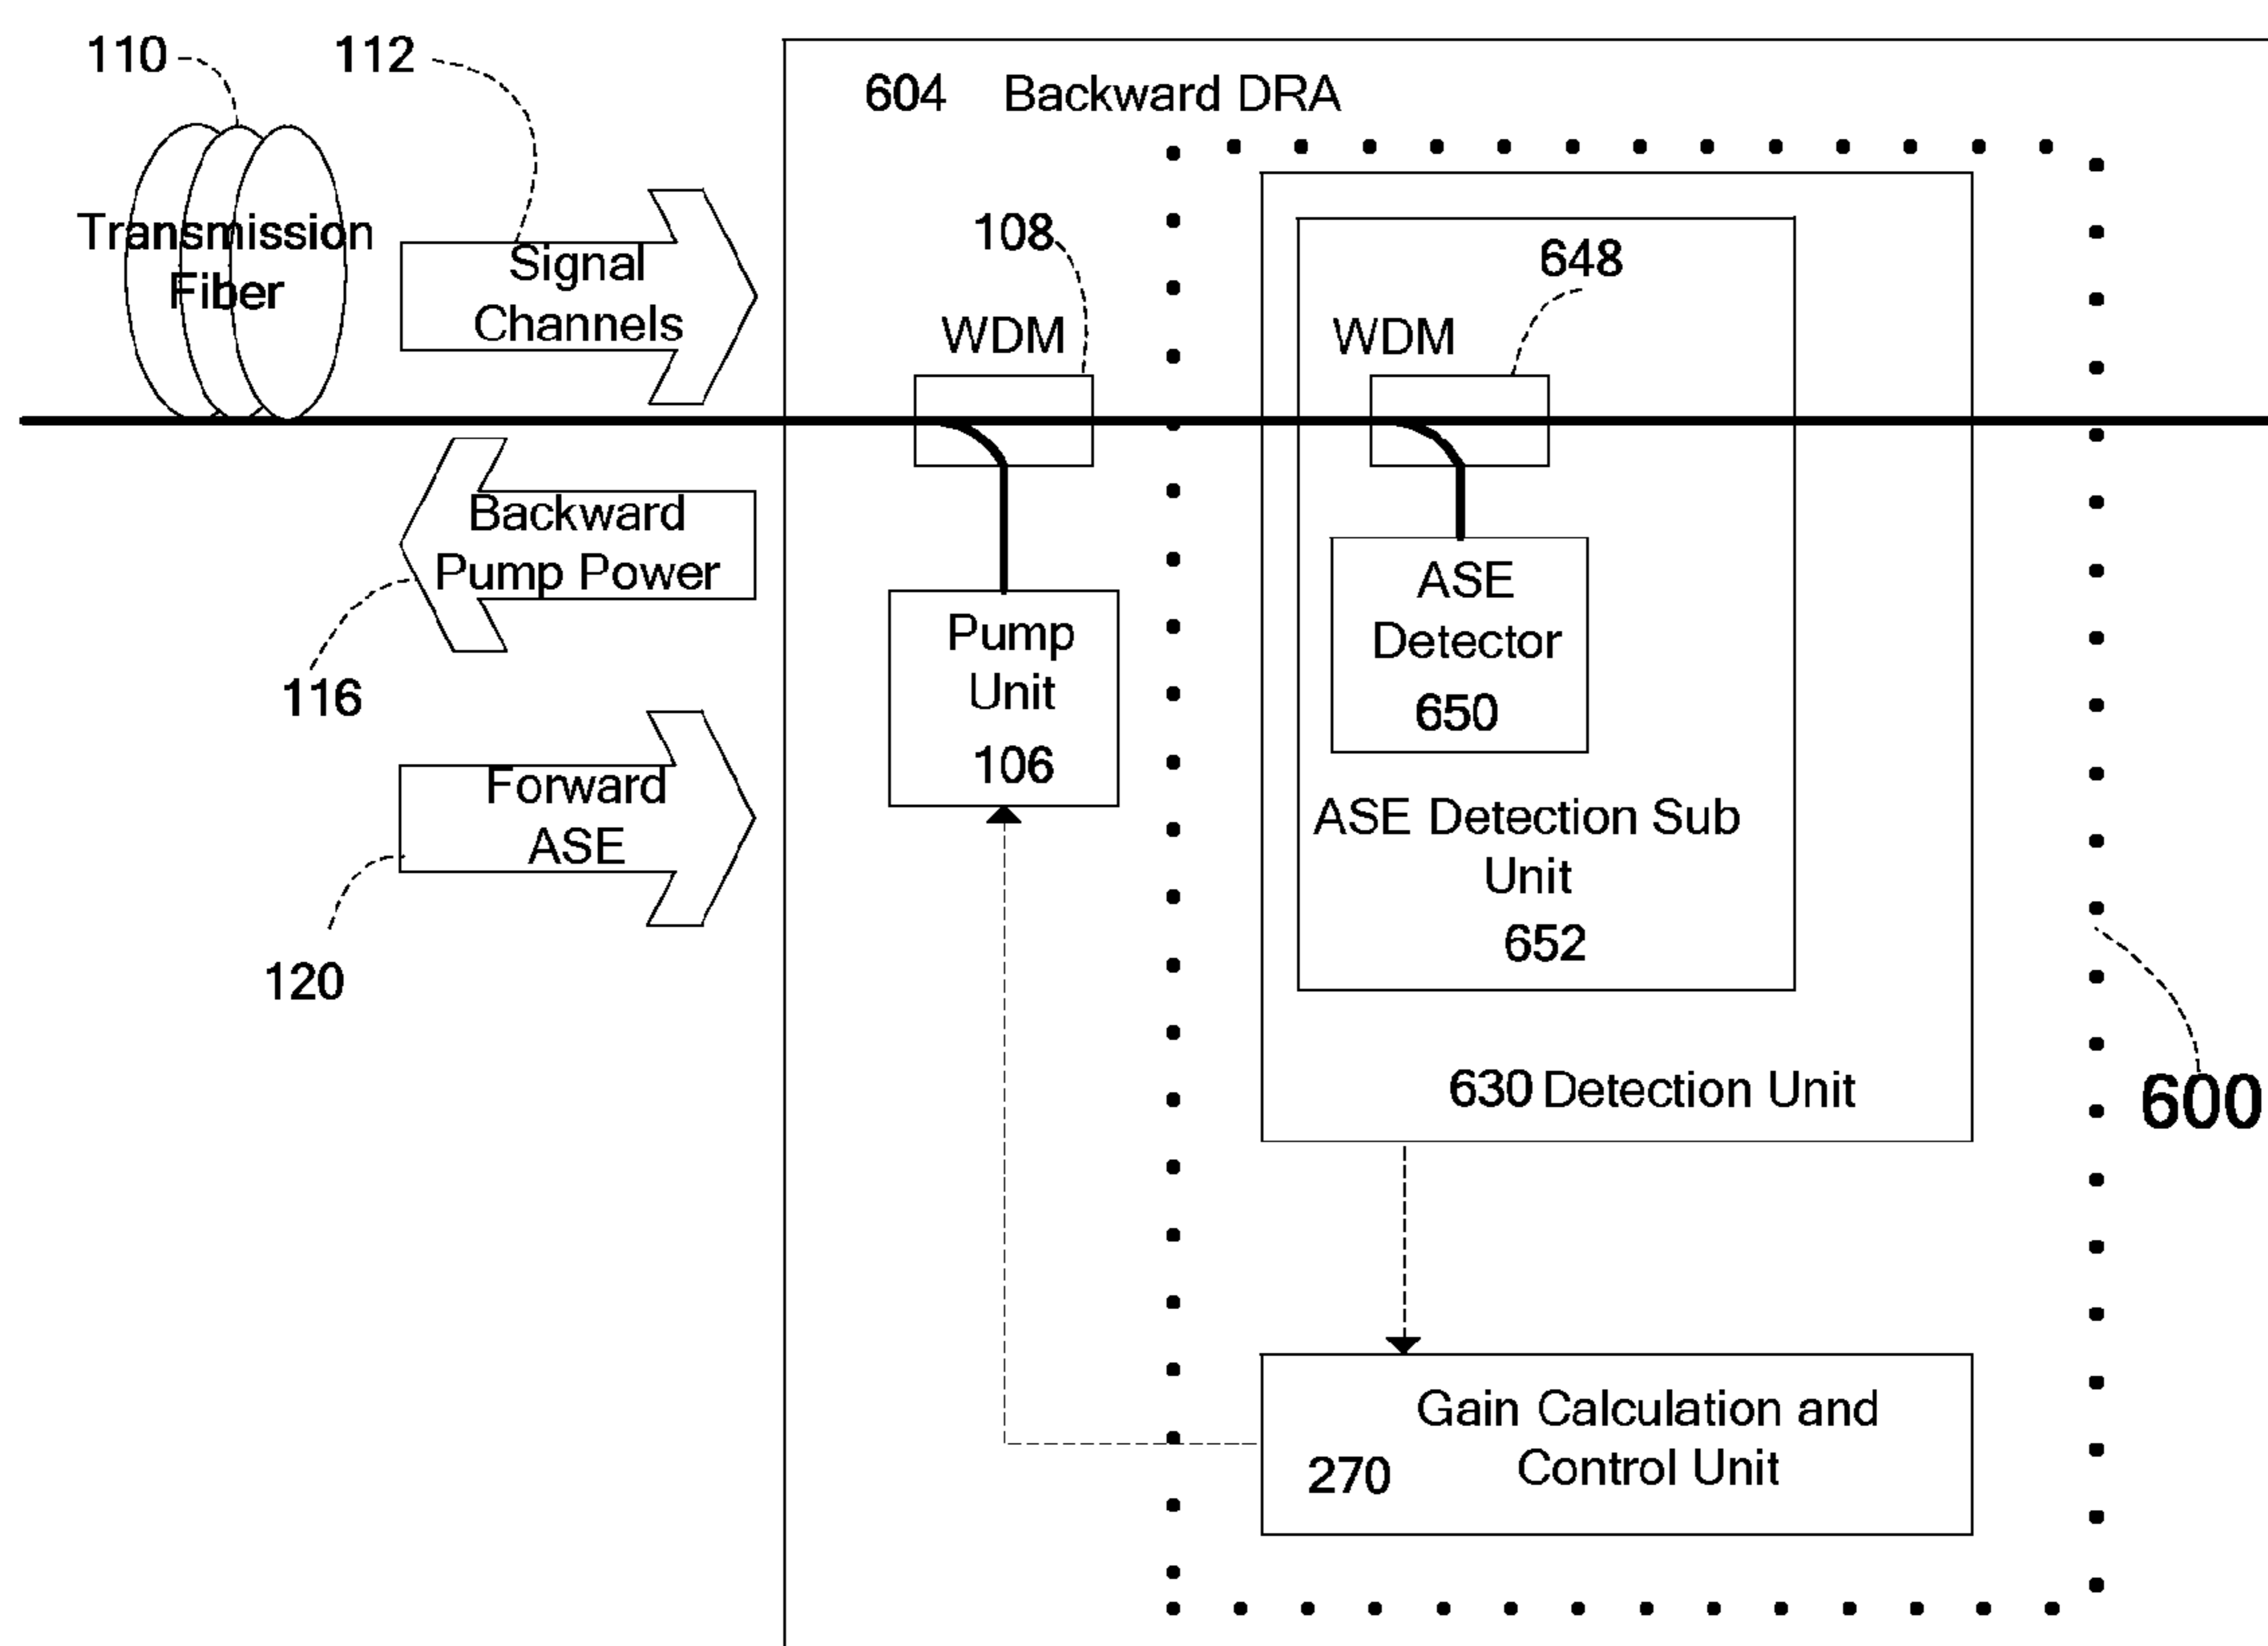 110
112
604 Backward DRA
Transmission
Fiber
Signal
Channels
108
WDM
648
WDM
Backward
Pump Power
116
Pump
Unit
106
ASE
Detector
650
Forward
ASE
120
ASE Detection Sub
Unit
652
630 Detection Unit
600
Gain Calculation and
Control Unit
270